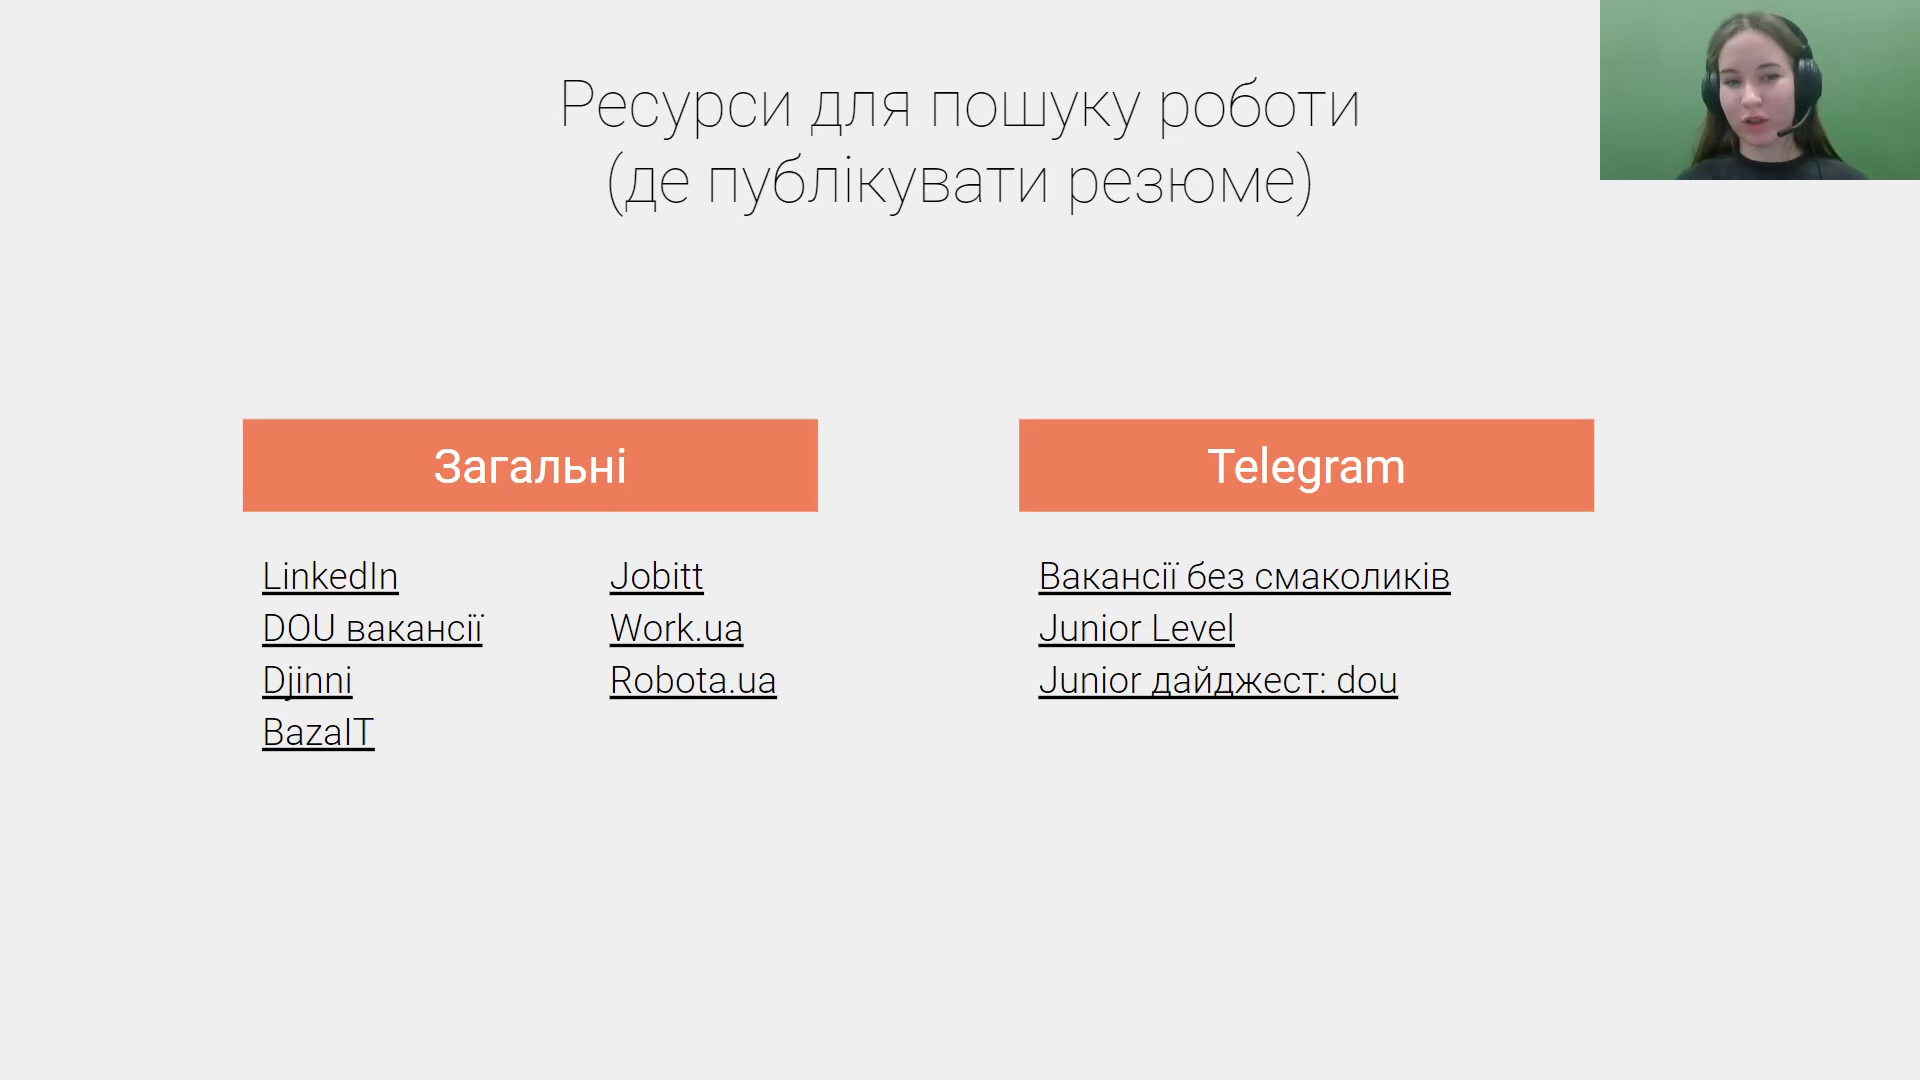 Ресурси для пошуку роботи
(де публікувати резюме)
Загальні
LinkedIn
DOU вакансії
Djinni
BazaIT
Jobitt
Work.ua
Robota.ua
Telegram
Вакансії без смаколиків
Junior Level
Junior дайджест: dou